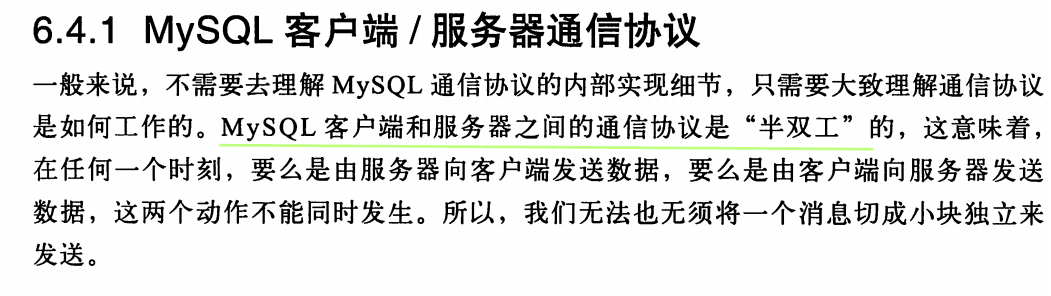 6.4.1 MySQL 客户端 / 服务器通信协议
一般来说，不需要去理解 MySQL 通信协议的内部实现细节，只需要大致理解通信协议
是如何工作的。MySQL 客户端和服务器之间的通信协议是“半双工”的，这意味着，
在任何一个时刻，要么是由服务器向客户端发送数据，要么是由客户端向服务器发送
数据，这两个动作不能同时发生。所以，我们无法也无须将一个消息切成小块独立来
发送。